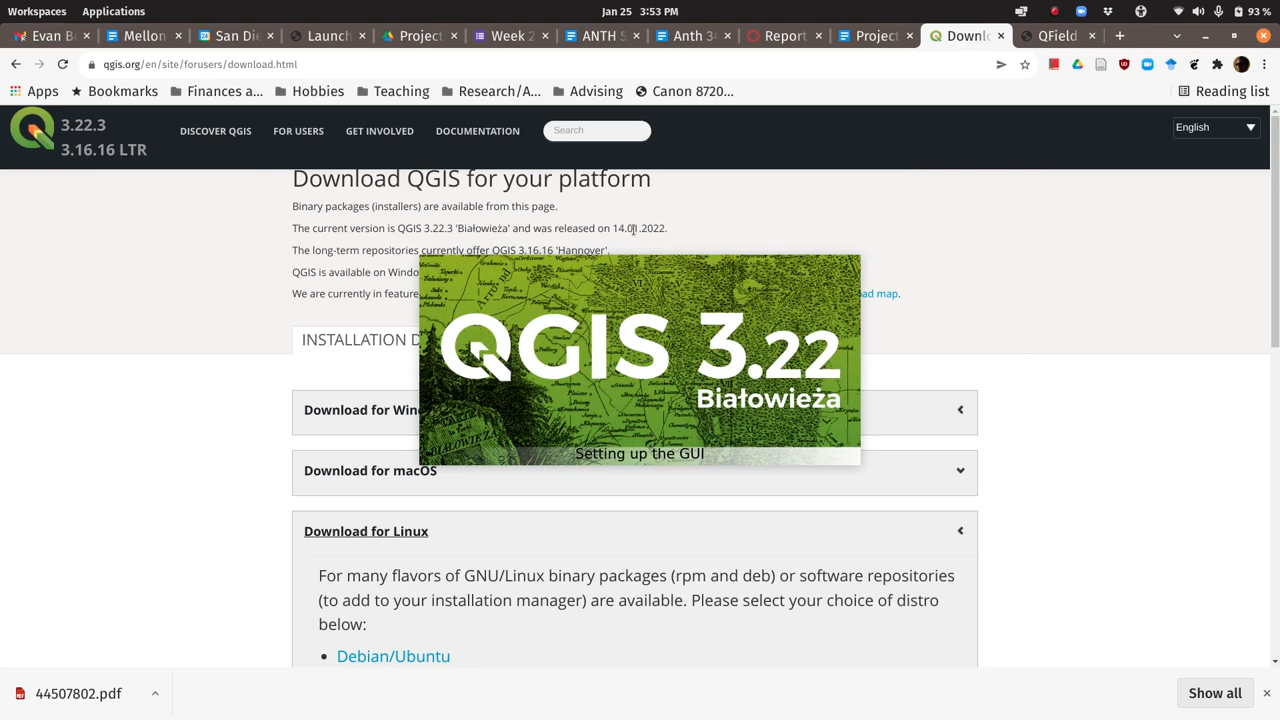 Workspaces Applications Jan 25 3:53 PM 93 %
Evan B Mellon San Die Launch Project Week 2 ANTH 5 Anth 34 Report Project Downl QField
qgis.org/en/site/forusers/download.html
Apps Bookmarks Finances a... Hobbies Teaching Research/A... Advising Canon 8720... Reading list
3.22.3
3.16.16 LTR
DISCOVER QGIS FOR USERS GET INVOLVED DOCUMENTATION Search English
Download QGIS for your platform
Binary packages (installers) are available from this page.
The current version is QGIS 3.22.3 'Białowieża' and was released on 14.01.2022.
The long-term repositories currently offer QGIS 3.16.16 'Hannover'.
QGIS is available on Windo
We are currently in feature ad map.
QGIS 3.22
Białowieża
BIAŁOWIEŻ
Setting up the GUI
INSTALLATION D
Download for Win
Download for macOS
Download for Linux
For many flavors of GNU/Linux binary packages (rpm and deb) or software repositories
(to add to your installation manager) are available. Please select your choice of distro
below:
• Debian/Ubuntu
44507802.pdf Show all